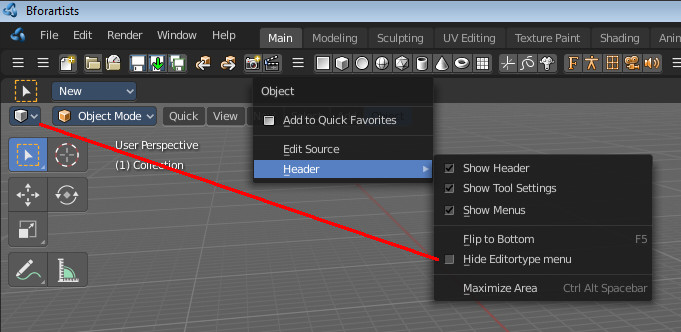 Bforartists
File Edit Render Window Help Main Modeling Sculpting UV Editing Texture Paint Shading Anim
New
Object Mode Quick View
Object
Add to Quick Favorites
Edit Source
Header
User Perspective
(1) Collection
Show Header
Show Tool Settings
Show Menus
Flip to Bottom F5
Hide Editortype menu
Maximize Area Ctrl Alt Spacebar